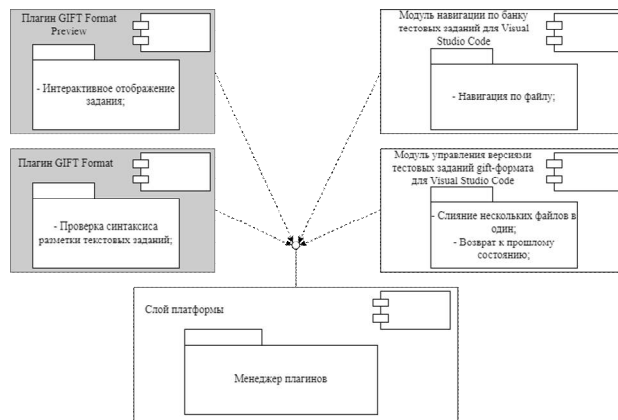 Плагин GIFT Format
Preview
- Интерактивное отображение
задания;
Модуль навигации по банку
тестовых заданий для Visual
Studio Code
- Навигация по файлу;
Плагин GIFT Format
- Проверка синтаксиса
разметки текстовых заданий;
Модуль управления версиями
тестовых заданий gift-формата
для Visual Studio Code
- Слияние нескольких файлов в
один;
- Возврат к прошлому
состоянию;
Слой платформы
Менеджер плагинов